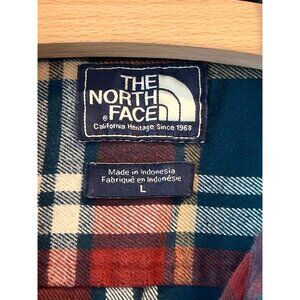 THE
NORTH
FACE
®
California Heritage Since 1968
Made in Indonesia
Fabriqué en Indonésie
L